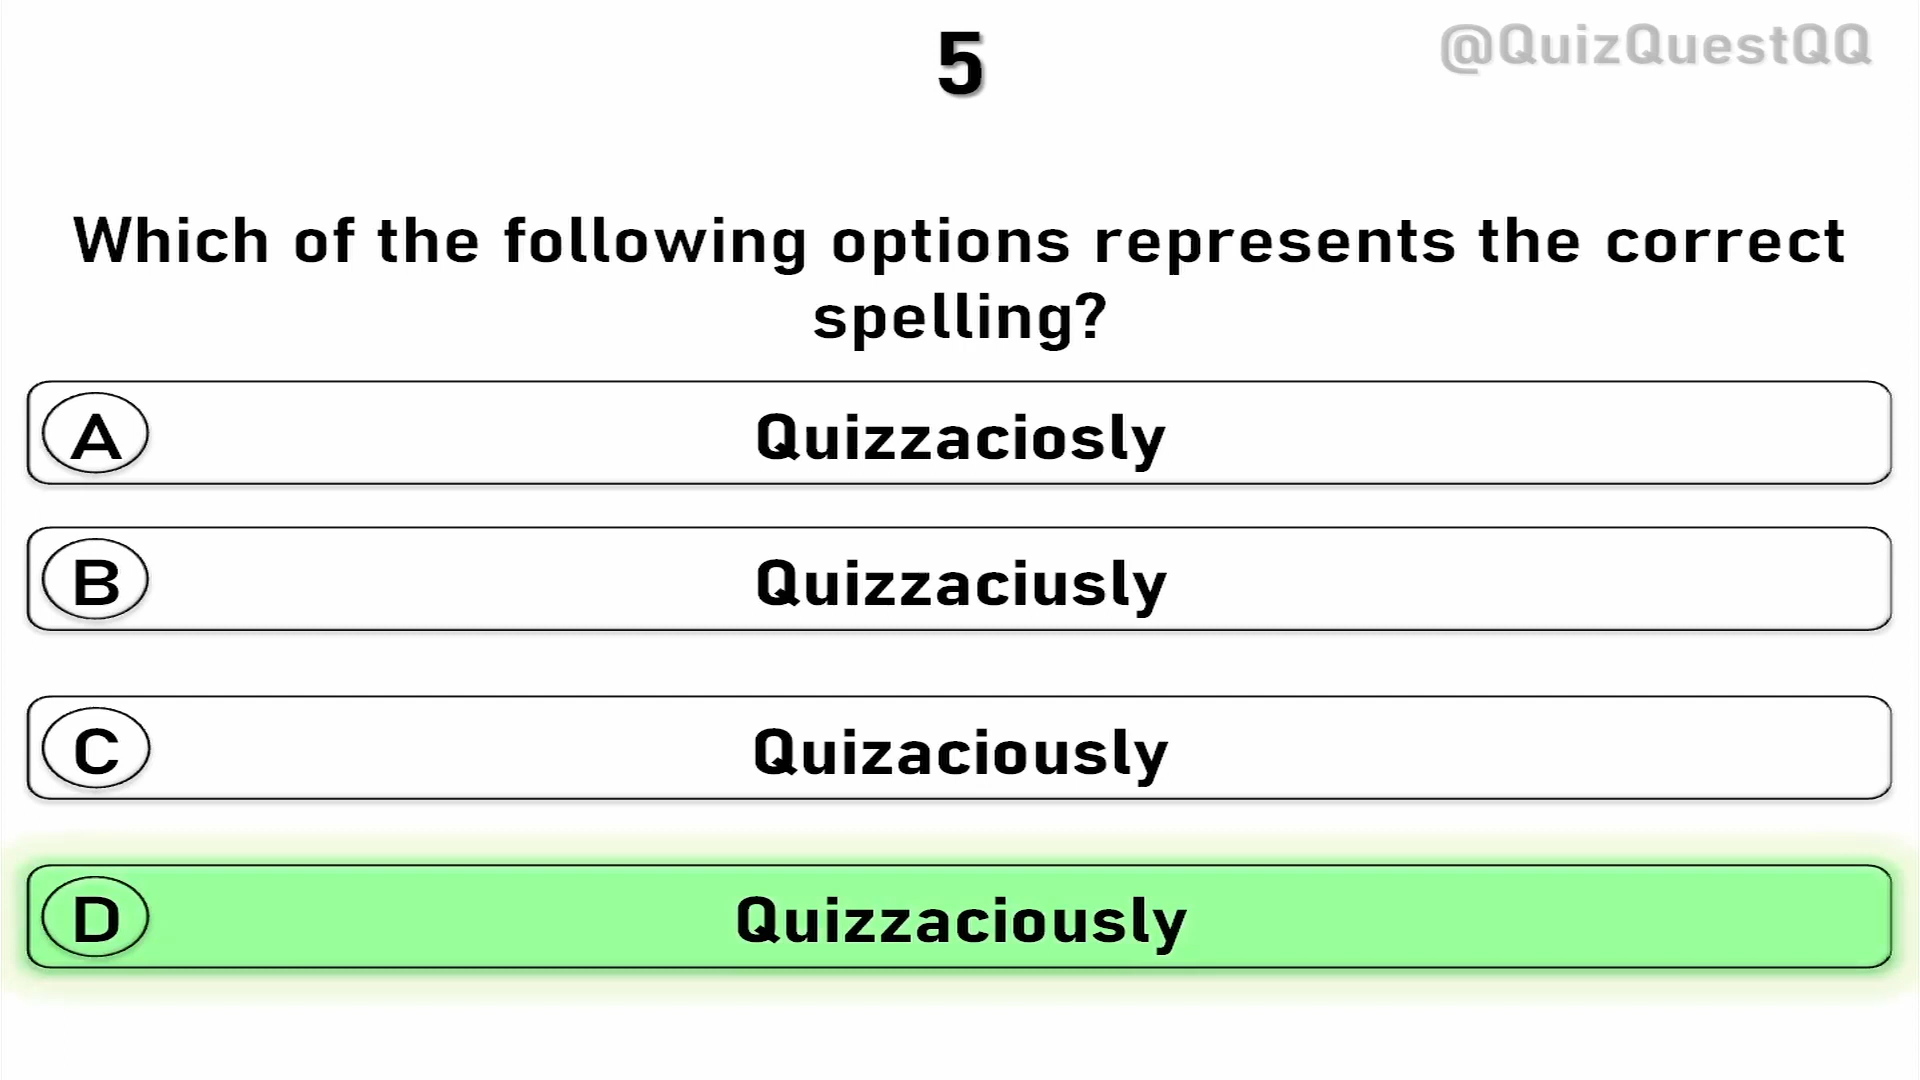 5
@QuizQuestQQ
Which of the following options represents the correct
spelling?
A Quizzaciosly
B Quizzaciusly
C Quizaciously
D Quizzaciously